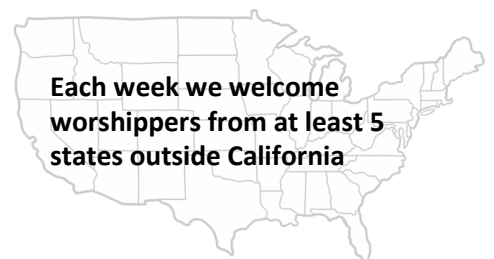 Each week we welcome
worshippers from at least 5
states outside California